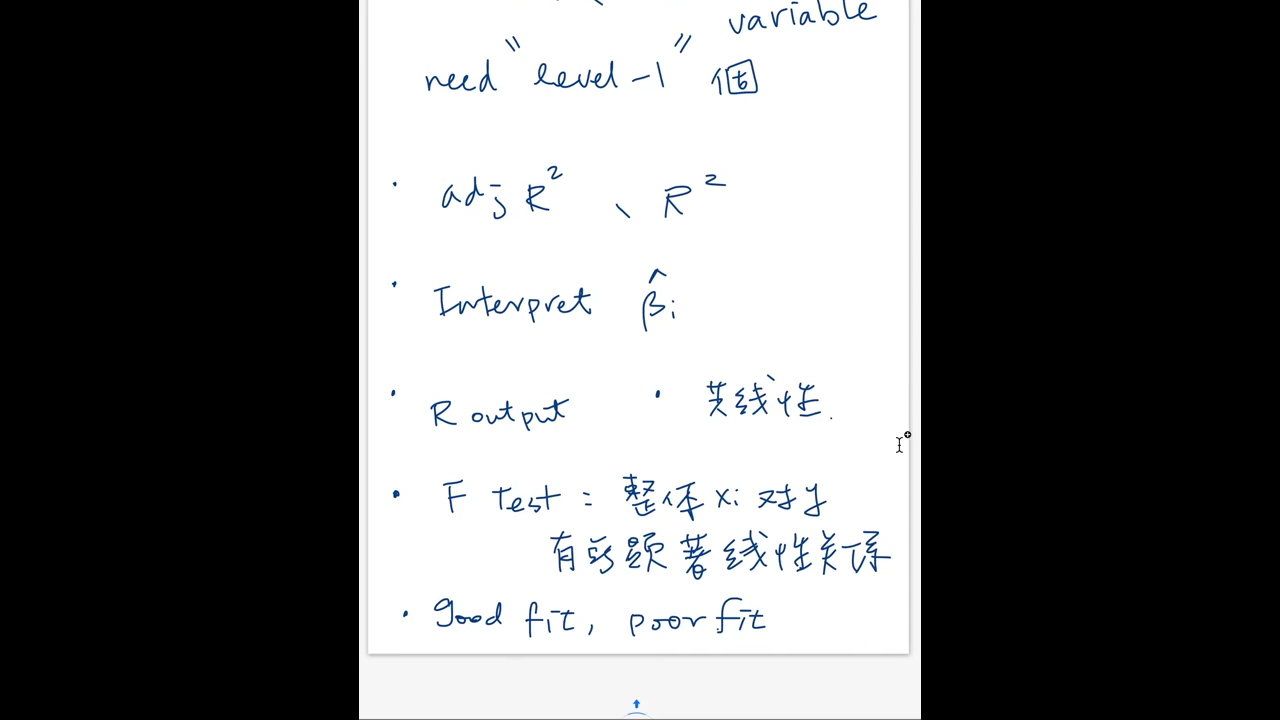 variable
need "level-1" 個
· adj R² 、 R²
· Interpret β̂i
· R output · 共线性.
· F test : 整体 xi 对 y
有 显著线性关系
· good fit, poor fit